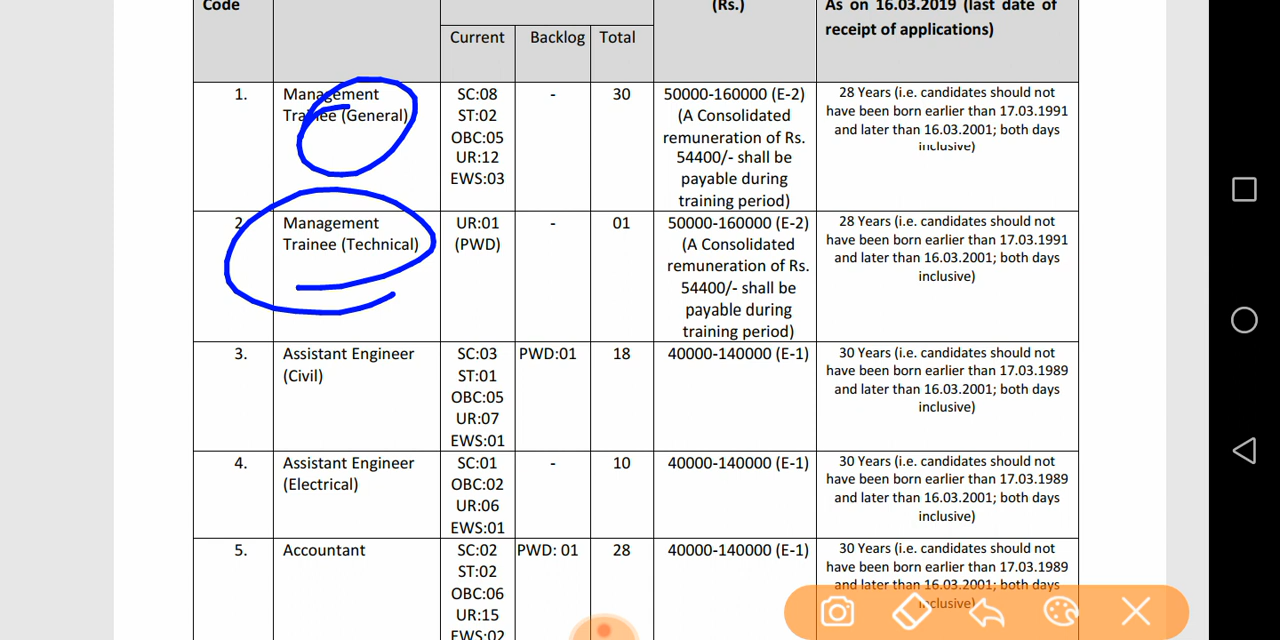 Code
(Rs.)
As on 16.03.2019 (last date of
receipt of applications)
Current
Backlog
Total
1.
Management
Trainee (General)
SC:08
ST:02
OBC:05
UR:12
EWS:03
-
30
50000-160000 (E-2)
(A Consolidated
remuneration of Rs.
54400/- shall be
payable during
training period)
28 Years (i.e. candidates should not
have been born earlier than 17.03.1991
and later than 16.03.2001; both days
inclusive)
2
Management
Trainee (Technical)
UR:01
(PWD)
-
01
50000-160000 (E-2)
(A Consolidated
remuneration of Rs.
54400/- shall be
payable during
training period)
28 Years (i.e. candidates should not
have been born earlier than 17.03.1991
and later than 16.03.2001; both days
inclusive)
3.
Assistant Engineer
(Civil)
SC:03
ST:01
OBC:05
UR:07
EWS:01
PWD:01
18
40000-140000 (E-1)
30 Years (i.e. candidates should not
have been born earlier than 17.03.1989
and later than 16.03.2001; both days
inclusive)
4.
Assistant Engineer
(Electrical)
SC:01
OBC:02
UR:06
EWS:01
-
10
40000-140000 (E-1)
30 Years (i.e. candidates should not
have been born earlier than 17.03.1989
and later than 16.03.2001; both days
inclusive)
5.
Accountant
SC:02
ST:02
OBC:06
UR:15
EWS:02
PWD: 01
28
40000-140000 (E-1)
30 Years (i.e. candidates should not
have been born earlier than 17.03.1989
and later than 16.03.2001; both days
inclusive)